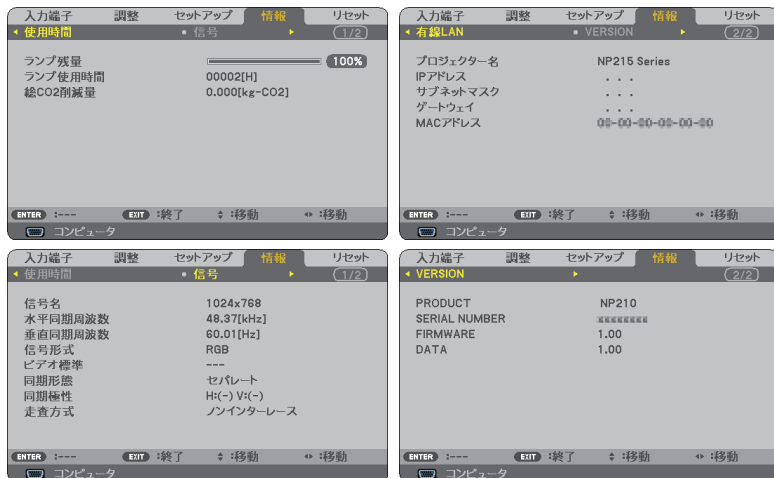 入力端子 調整 セットアップ 情報 リセット
使用時間 信号 1/2
ランプ残量 100%
ランプ使用時間 00002[H]
総CO2削減量 0.000[kg-CO2]
ENTER :--- EXIT :終了 :移動 :移動
コンピュータ
入力端子 調整 セットアップ 情報 リセット
有線LAN VERSION 2/2
プロジェクター名 NP215 Series
IPアドレス . . .
サブネットマスク . . .
ゲートウェイ . . .
MACアドレス 00-00-00-00-00-00
ENTER :--- EXIT :終了 :移動 :移動
コンピュータ
入力端子 調整 セットアップ 情報 リセット
使用時間 信号 1/2
信号名 1024x768
水平同期周波数 48.37[kHz]
垂直同期周波数 60.01[Hz]
信号形式 RGB
ビデオ標準 ---
同期形態 セパレート
同期極性 H:(-) V:(-)
走査方式 ノンインターレース
ENTER :--- EXIT :終了 :移動 :移動
コンピュータ
入力端子 調整 セットアップ 情報 リセット
VERSION 2/2
PRODUCT NP210
SERIAL NUMBER
FIRMWARE 1.00
DATA 1.00
ENTER :--- EXIT :終了 :移動 :移動
コンピュータ